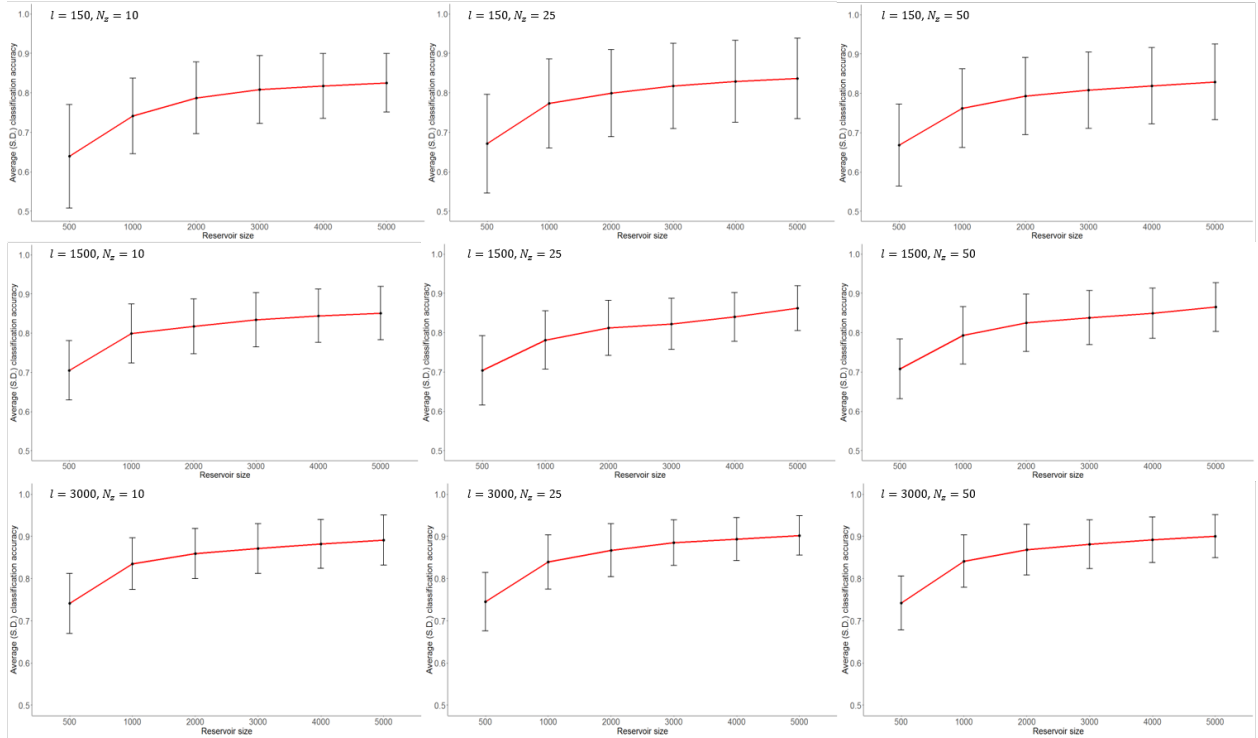 l = 150, N_z = 10
1.0
0.9
0.8
0.7
0.6
0.5
Average (S.D.) classification accuracy
500 1000 2000 3000 4000 5000
Reservoir size
l = 150, N_z = 25
1.0
0.9
0.8
0.7
0.6
0.5
Average (S.D.) classification accuracy
500 1000 2000 3000 4000 5000
Reservoir size
l = 150, N_z = 50
1.0
0.9
0.8
0.7
0.6
0.5
Average (S.D.) classification accuracy
500 1000 2000 3000 4000 5000
Reservoir size
l = 1500, N_z = 10
1.0
0.9
0.8
0.7
0.6
0.5
Average (S.D.) classification accuracy
500 1000 2000 3000 4000 5000
Reservoir size
l = 1500, N_z = 25
1.0
0.9
0.8
0.7
0.6
0.5
Average (S.D.) classification accuracy
500 1000 2000 3000 4000 5000
Reservoir size
l = 1500, N_z = 50
1.0
0.9
0.8
0.7
0.6
0.5
Average (S.D.) classification accuracy
500 1000 2000 3000 4000 5000
Reservoir size
l = 3000, N_z = 10
1.0
0.9
0.8
0.7
0.6
0.5
Average (S.D.) classification accuracy
500 1000 2000 3000 4000 5000
Reservoir size
l = 3000, N_z = 25
1.0
0.9
0.8
0.7
0.6
0.5
Average (S.D.) classification accuracy
500 1000 2000 3000 4000 5000
Reservoir size
l = 3000, N_z = 50
1.0
0.9
0.8
0.7
0.6
0.5
Average (S.D.) classification accuracy
500 1000 2000 3000 4000 5000
Reservoir size